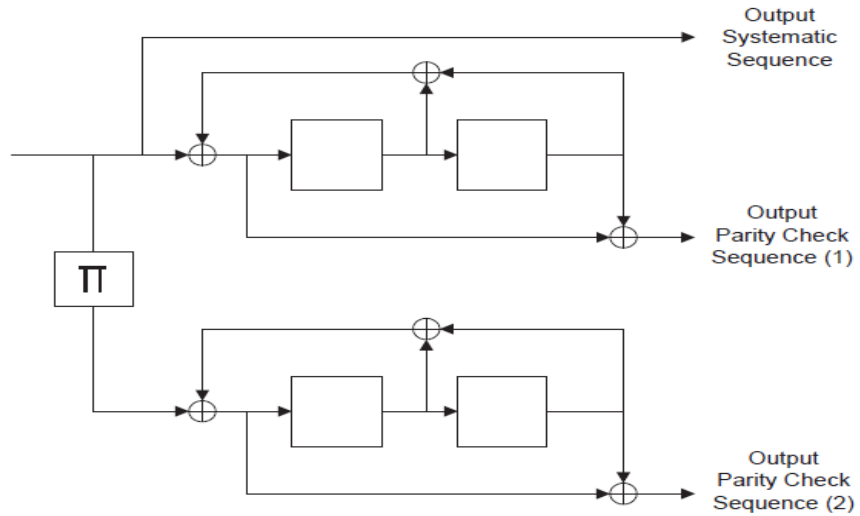 Output
Systematic
Sequence
Output
Parity Check
Sequence (1)
Π
Output
Parity Check
Sequence (2)